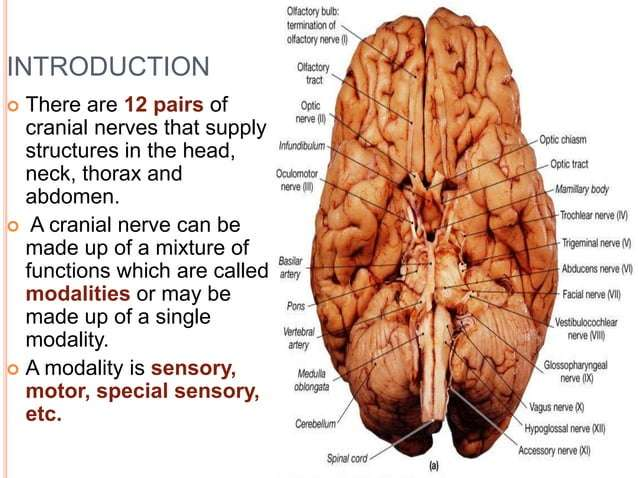 INTRODUCTION
There are 12 pairs of
cranial nerves that supply
structures in the head,
neck, thorax and
abdomen.
A cranial nerve can be
made up of a mixture of
functions which are called
modalities or may be
made up of a single
modality.
A modality is sensory,
motor, special sensory,
etc.
Olfactory bulb:
termination of
olfactory nerve (I)
Olfactory
tract
Optic
nerve (II)
Infundibulum
Oculomotor
nerve (III)
Basilar
artery
Pons
Vertebral
artery
Medulla
oblongata
Cerebellum
Spinal cord
Optic chiasm
Optic tract
Mamillary body
Trochlear nerve (IV)
Trigeminal nerve (V)
Abducens nerve (VI)
Facial nerve (VII)
Vestibulocochlear
nerve (VIII)
Glossopharyngeal
nerve (IX)
Vagus nerve (X)
Hypoglossal nerve (XII)
Accessory nerve (XI)
(a)